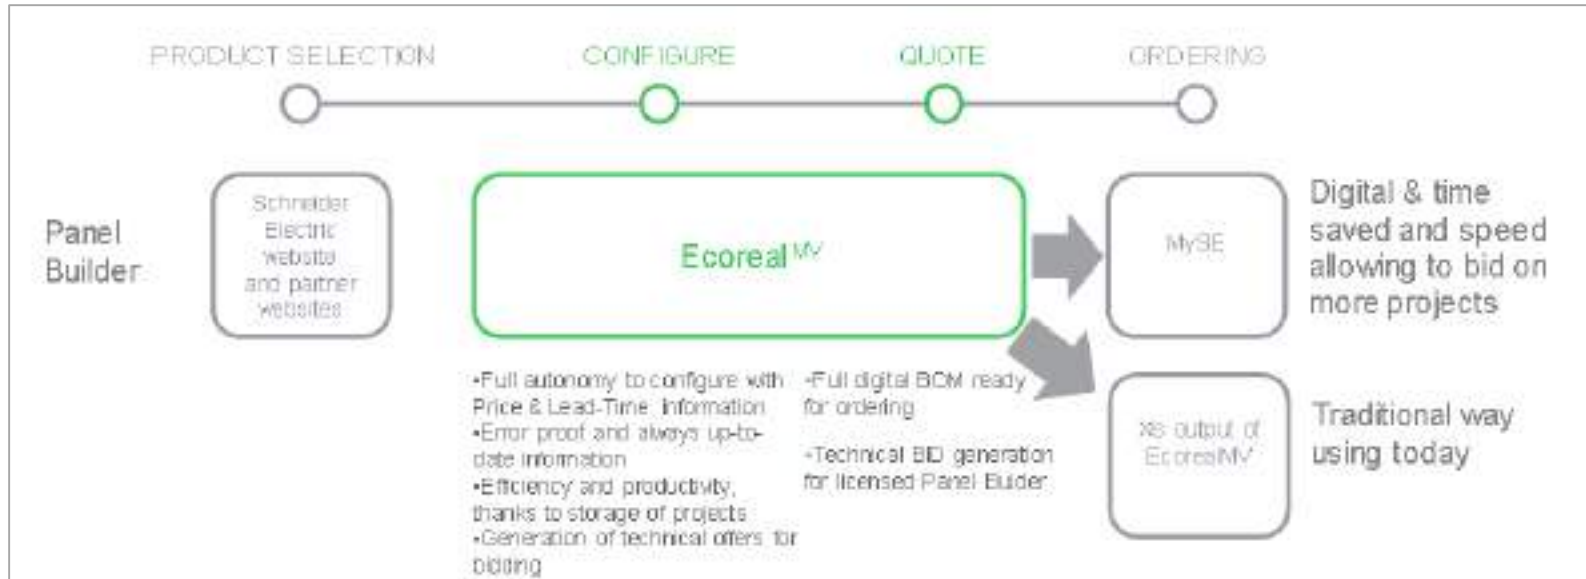 PRODUCT SELECTION
CONFIGURE
QUOTE
ORDERING
Panel
Builder
Schneider
Electric
website
and partner
websites
Ecoreal MV
MySE
Digital & time
saved and speed
allowing to bid on
more projects
•Full autonomy to configure with
Price & Lead-Time, information
•Error proof and always up-to-
date information
•Efficiency and productivity,
thanks to storage of projects
•Generation of technical offers for
bidding
•Full digital BOM ready
for ordering
•Technical BID generation
for licensed Panel Builder
Xls output of
EcorealMV
Traditional way
using today